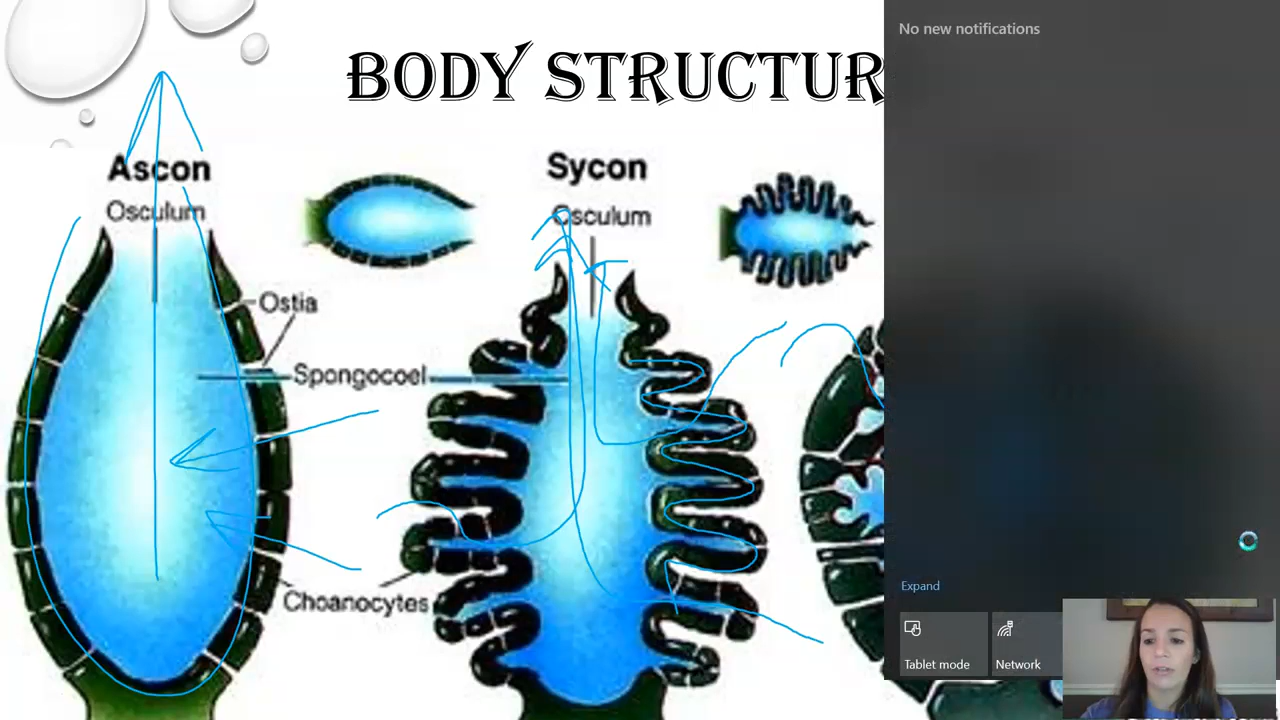 BODY STRUCTUR
Ascon
Osculum
Ostia
Spongocoel
Choanocytes
Sycon
Osculum
No new notifications
Expand
Tablet mode
Network